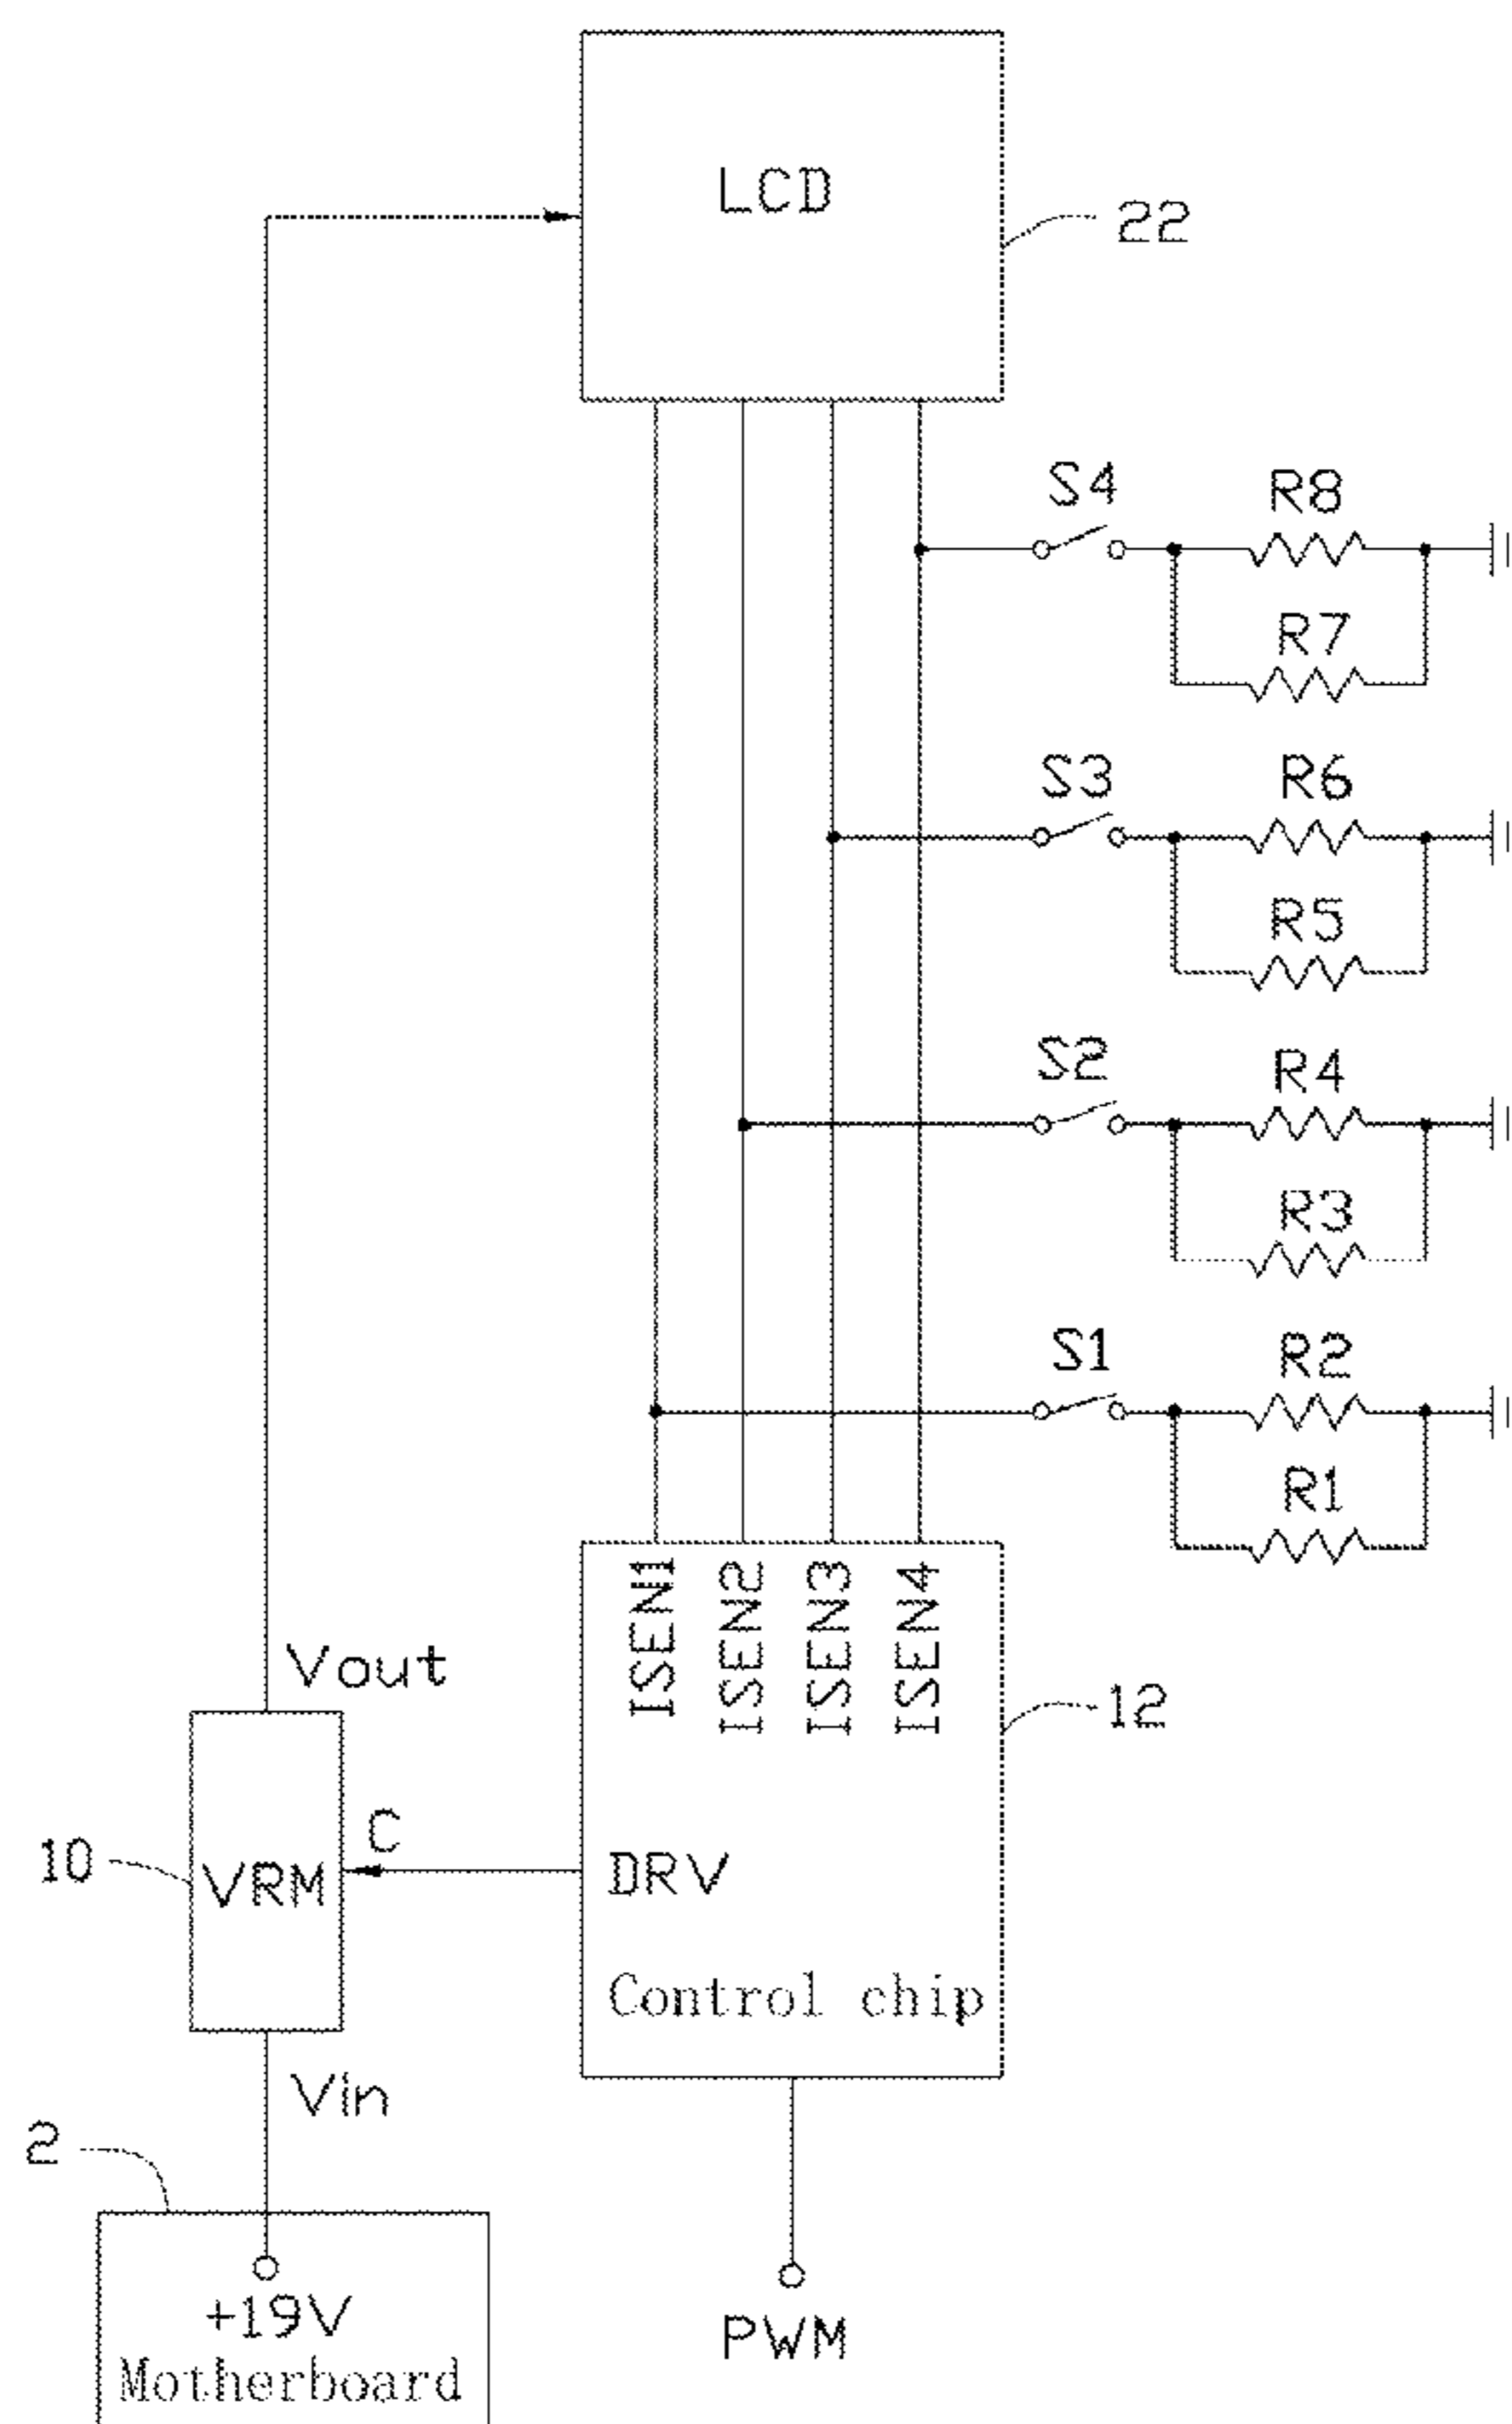 LCD
22
S4
R8
R7
S3
R6
R5
S2
R4
R3
S1
R2
R1
ISEN1
ISEN2
ISEN3
ISEN4
Vout
12
C
10
VRM
DRV
Control chip
Vin
2
+19V
PWM
Motherboard